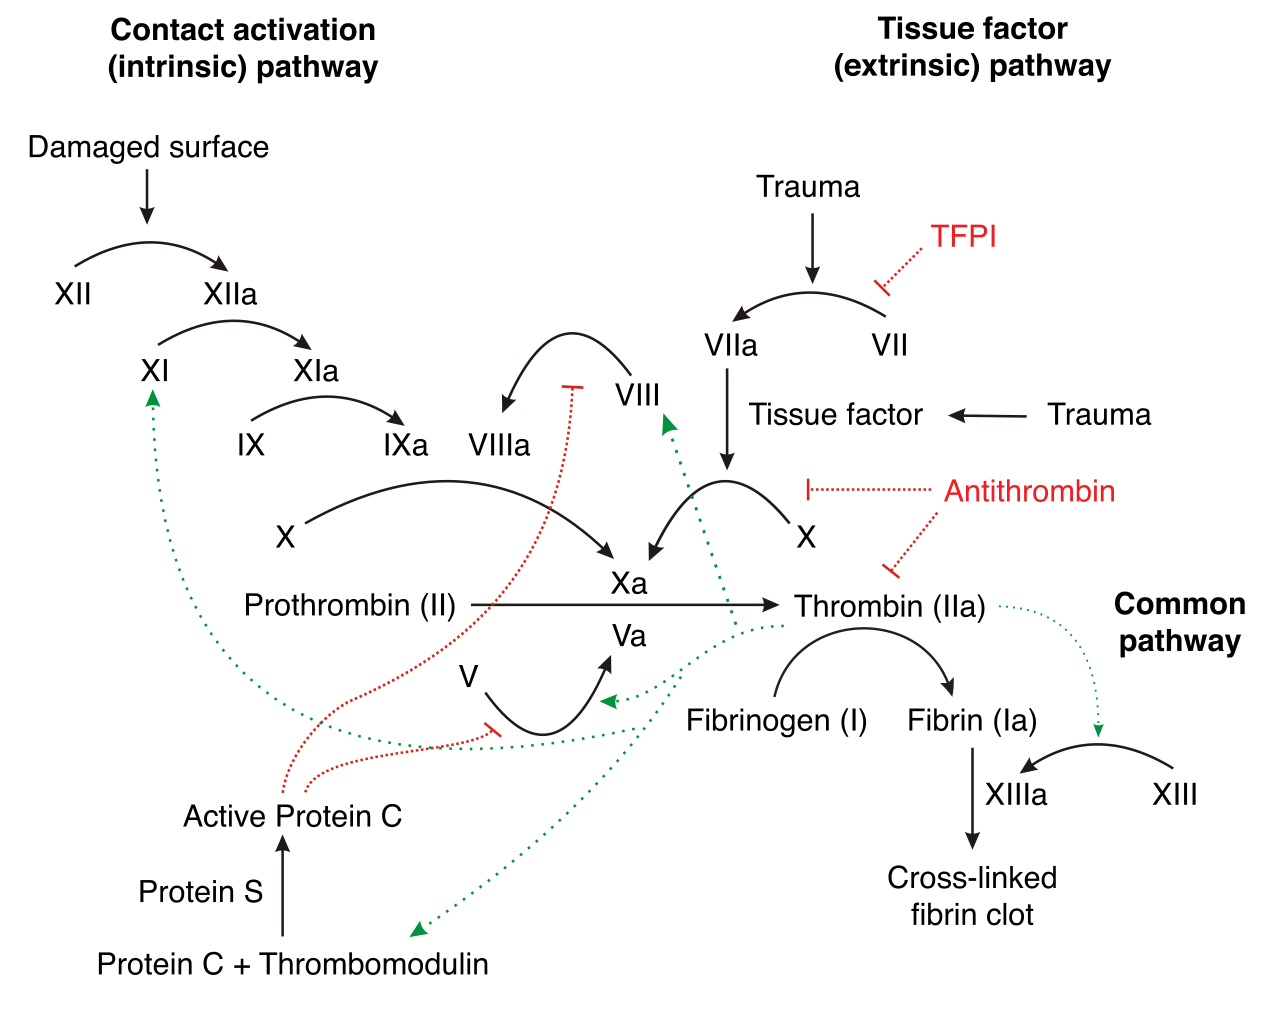 Contact activation
(intrinsic) pathway
Tissue factor
(extrinsic) pathway
Damaged surface
Trauma
TFPI
XII
XIIa
VIIa
VII
XI
XIa
VIII
Tissue factor
Trauma
IX
IXa
VIIIa
Antithrombin
X
X
Xa
Prothrombin (II)
Thrombin (IIa)
Common
pathway
Va
V
Fibrinogen (I)
Fibrin (Ia)
XIIIa
XIII
Active Protein C
Cross-linked
fibrin clot
Protein S
Protein C + Thrombomodulin